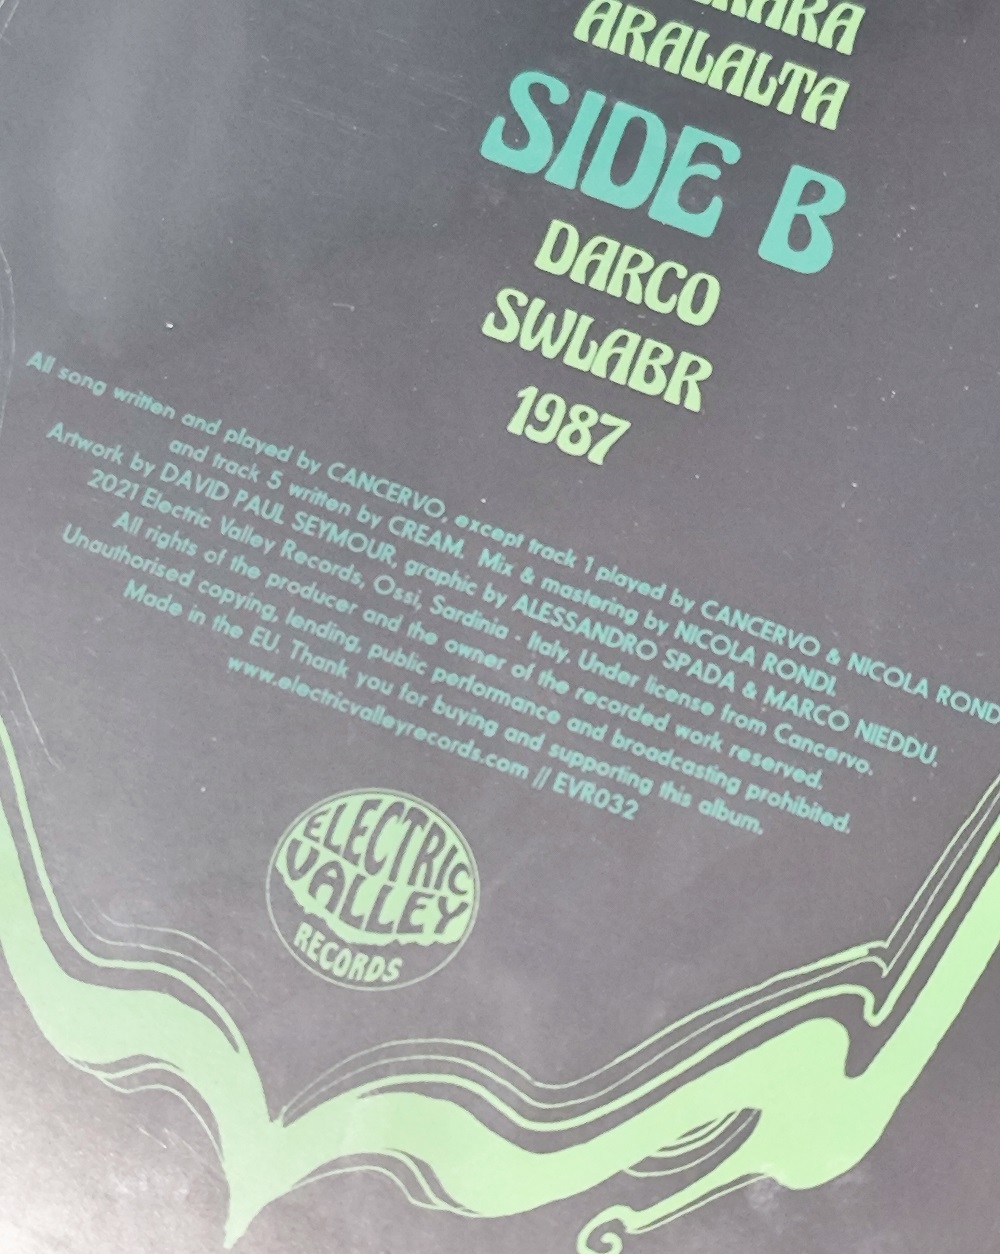 ARALALTA
SIDE B
DARCO
SWLABR
1987
All song written and played by CANCERVO, except track 1 played by CANCERVO & NICOLA ROND
and track 5 written by CREAM. Mix & mastering by NICOLA RONDI.
Artwork by DAVID PAUL SEYMOUR, graphic by ALESSANDRO SPADA & MARCO NIEDDU.
2021 Electric Valley Records, Ossi, Sardinia - Italy. Under license from Cancervo.
All rights of the producer and the owner of the recorded work reserved.
Unauthorised copying, lending, public performance and broadcasting prohibited.
Made in the EU. Thank you for buying and supporting this album.
www.electricvalleyrecords.com // EVR032
ELECTRIC
VALLEY
RECORDS